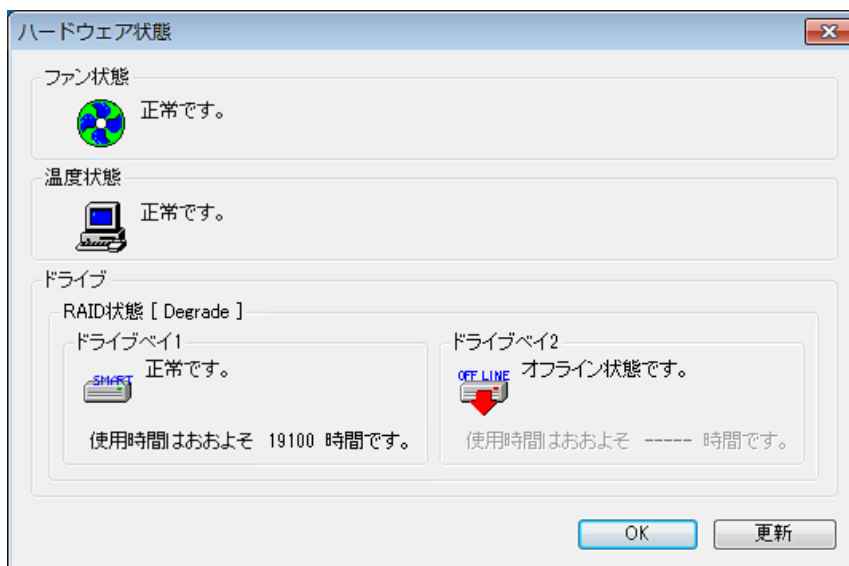 ハードウェア状態
ファン状態
正常です。
温度状態
正常です。
ドライブ
RAID状態 [ Degrade ]
ドライブベイ1
SMART
正常です。
使用時間はおおよそ 19100 時間です。
ドライブベイ2
OFF LINE
オフライン状態です。
使用時間はおおよそ ----- 時間です。
OK
更新